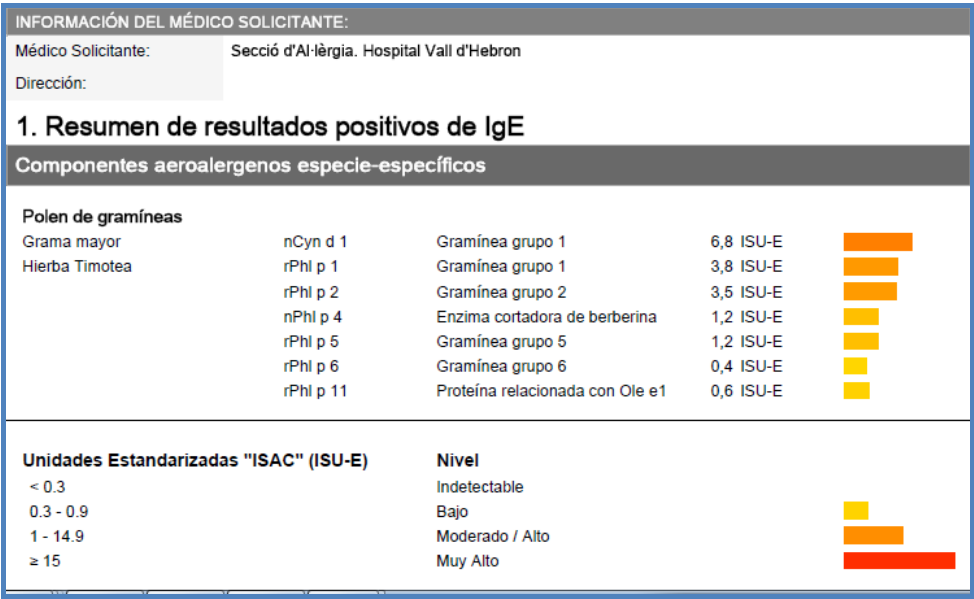 INFORMACIÓN DEL MÉDICO SOLICITANTE:
Médico Solicitante: Secció d'Al·lèrgia. Hospital Vall d'Hebron
Dirección:
1. Resumen de resultados positivos de IgE
Componentes aeroalergenos especie-específicos
Polen de gramíneas
Grama mayor nCyn d 1 Gramínea grupo 1 6,8 ISU-E
Hierba Timotea rPhl p 1 Gramínea grupo 1 3,8 ISU-E
rPhl p 2 Gramínea grupo 2 3,5 ISU-E
nPhl p 4 Enzima cortadora de berberina 1,2 ISU-E
rPhl p 5 Gramínea grupo 5 1,2 ISU-E
rPhl p 6 Gramínea grupo 6 0,4 ISU-E
rPhl p 11 Proteína relacionada con Ole e1 0,6 ISU-E
Unidades Estandarizadas "ISAC" (ISU-E) Nivel
< 0.3 Indetectable
0.3 - 0.9 Bajo
1 - 14.9 Moderado / Alto
≥ 15 Muy Alto